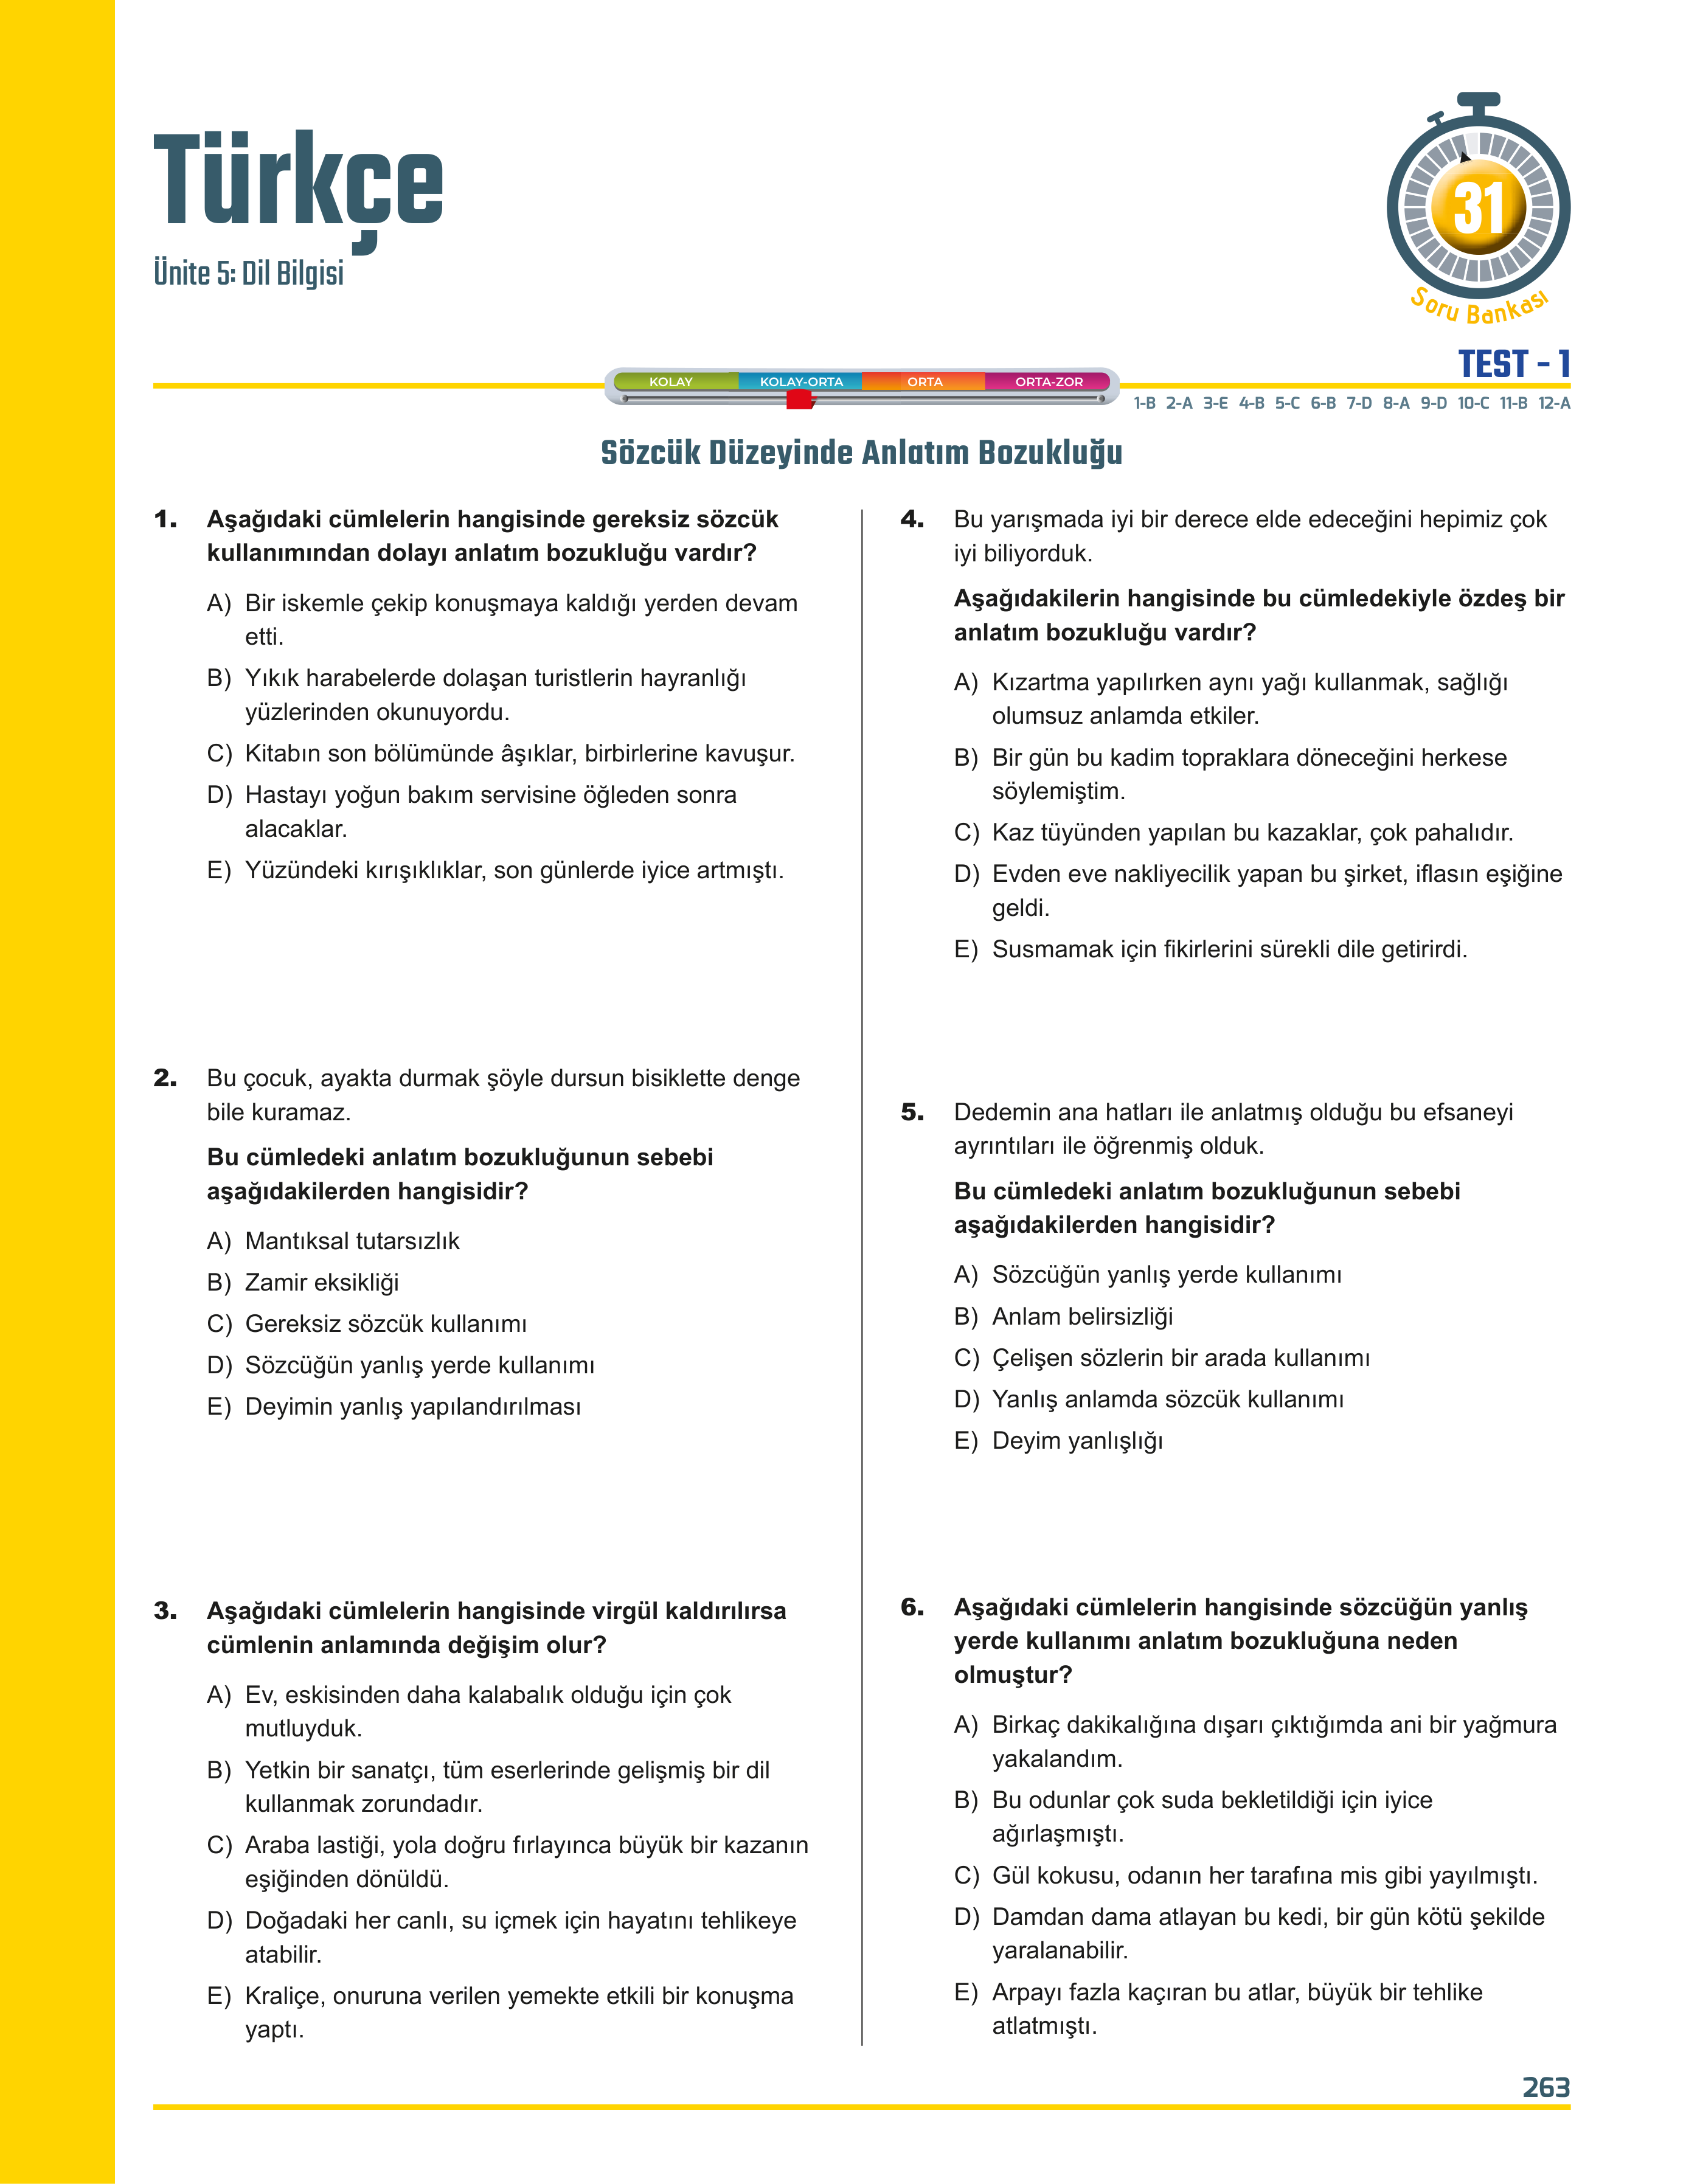 Türkçe
Ünite 5: Dil Bilgisi
31
Soru Bankası
TEST - 1
KOLAY KOLAY-ORTA ORTA ORTA-ZOR
1-B 2-A 3-E 4-B 5-C 6-B 7-D 8-A 9-D 10-C 11-B 12-A
Sözcük Düzeyinde Anlatım Bozukluğu
1. Aşağıdaki cümlelerin hangisinde gereksiz sözcük
kullanımından dolayı anlatım bozukluğu vardır?
A) Bir iskemle çekip konuşmaya kaldığı yerden devam
etti.
B) Yıkık harabelerde dolaşan turistlerin hayranlığı
yüzlerinden okunuyordu.
C) Kitabın son bölümünde âşıklar, birbirlerine kavuşur.
D) Hastayı yoğun bakım servisine öğleden sonra
alacaklar.
E) Yüzündeki kırışıklıklar, son günlerde iyice artmıştı.
2. Bu çocuk, ayakta durmak şöyle dursun bisiklette denge
bile kuramaz.
Bu cümledeki anlatım bozukluğunun sebebi
aşağıdakilerden hangisidir?
A) Mantıksal tutarsızlık
B) Zamir eksikliği
C) Gereksiz sözcük kullanımı
D) Sözcüğün yanlış yerde kullanımı
E) Deyimin yanlış yapılandırılması
3. Aşağıdaki cümlelerin hangisinde virgül kaldırılırsa
cümlenin anlamında değişim olur?
A) Ev, eskisinden daha kalabalık olduğu için çok
mutluyduk.
B) Yetkin bir sanatçı, tüm eserlerinde gelişmiş bir dil
kullanmak zorundadır.
C) Araba lastiği, yola doğru fırlayınca büyük bir kazanın
eşiğinden dönüldü.
D) Doğadaki her canlı, su içmek için hayatını tehlikeye
atabilir.
E) Kraliçe, onuruna verilen yemekte etkili bir konuşma
yaptı.
4. Bu yarışmada iyi bir derece elde edeceğini hepimiz çok
iyi biliyorduk.
Aşağıdakilerin hangisinde bu cümledekiyle özdeş bir
anlatım bozukluğu vardır?
A) Kızartma yapılırken aynı yağı kullanmak, sağlığı
olumsuz anlamda etkiler.
B) Bir gün bu kadim topraklara döneceğini herkese
söylemiştim.
C) Kaz tüyünden yapılan bu kazaklar, çok pahalıdır.
D) Evden eve nakliyecilik yapan bu şirket, iflasın eşiğine
geldi.
E) Susmamak için fikirlerini sürekli dile getirirdi.
5. Dedemin ana hatları ile anlatmış olduğu bu efsaneyi
ayrıntıları ile öğrenmiş olduk.
Bu cümledeki anlatım bozukluğunun sebebi
aşağıdakilerden hangisidir?
A) Sözcüğün yanlış yerde kullanımı
B) Anlam belirsizliği
C) Çelişen sözlerin bir arada kullanımı
D) Yanlış anlamda sözcük kullanımı
E) Deyim yanlışlığı
6. Aşağıdaki cümlelerin hangisinde sözcüğün yanlış
yerde kullanımı anlatım bozukluğuna neden
olmuştur?
A) Birkaç dakikalığına dışarı çıktığımda ani bir yağmura
yakalandım.
B) Bu odunlar çok suda bekletildiği için iyice
ağırlaşmıştı.
C) Gül kokusu, odanın her tarafına mis gibi yayılmıştı.
D) Damdan dama atlayan bu kedi, bir gün kötü şekilde
yaralanabilir.
E) Arpayı fazla kaçıran bu atlar, büyük bir tehlike
atlatmıştı.
263